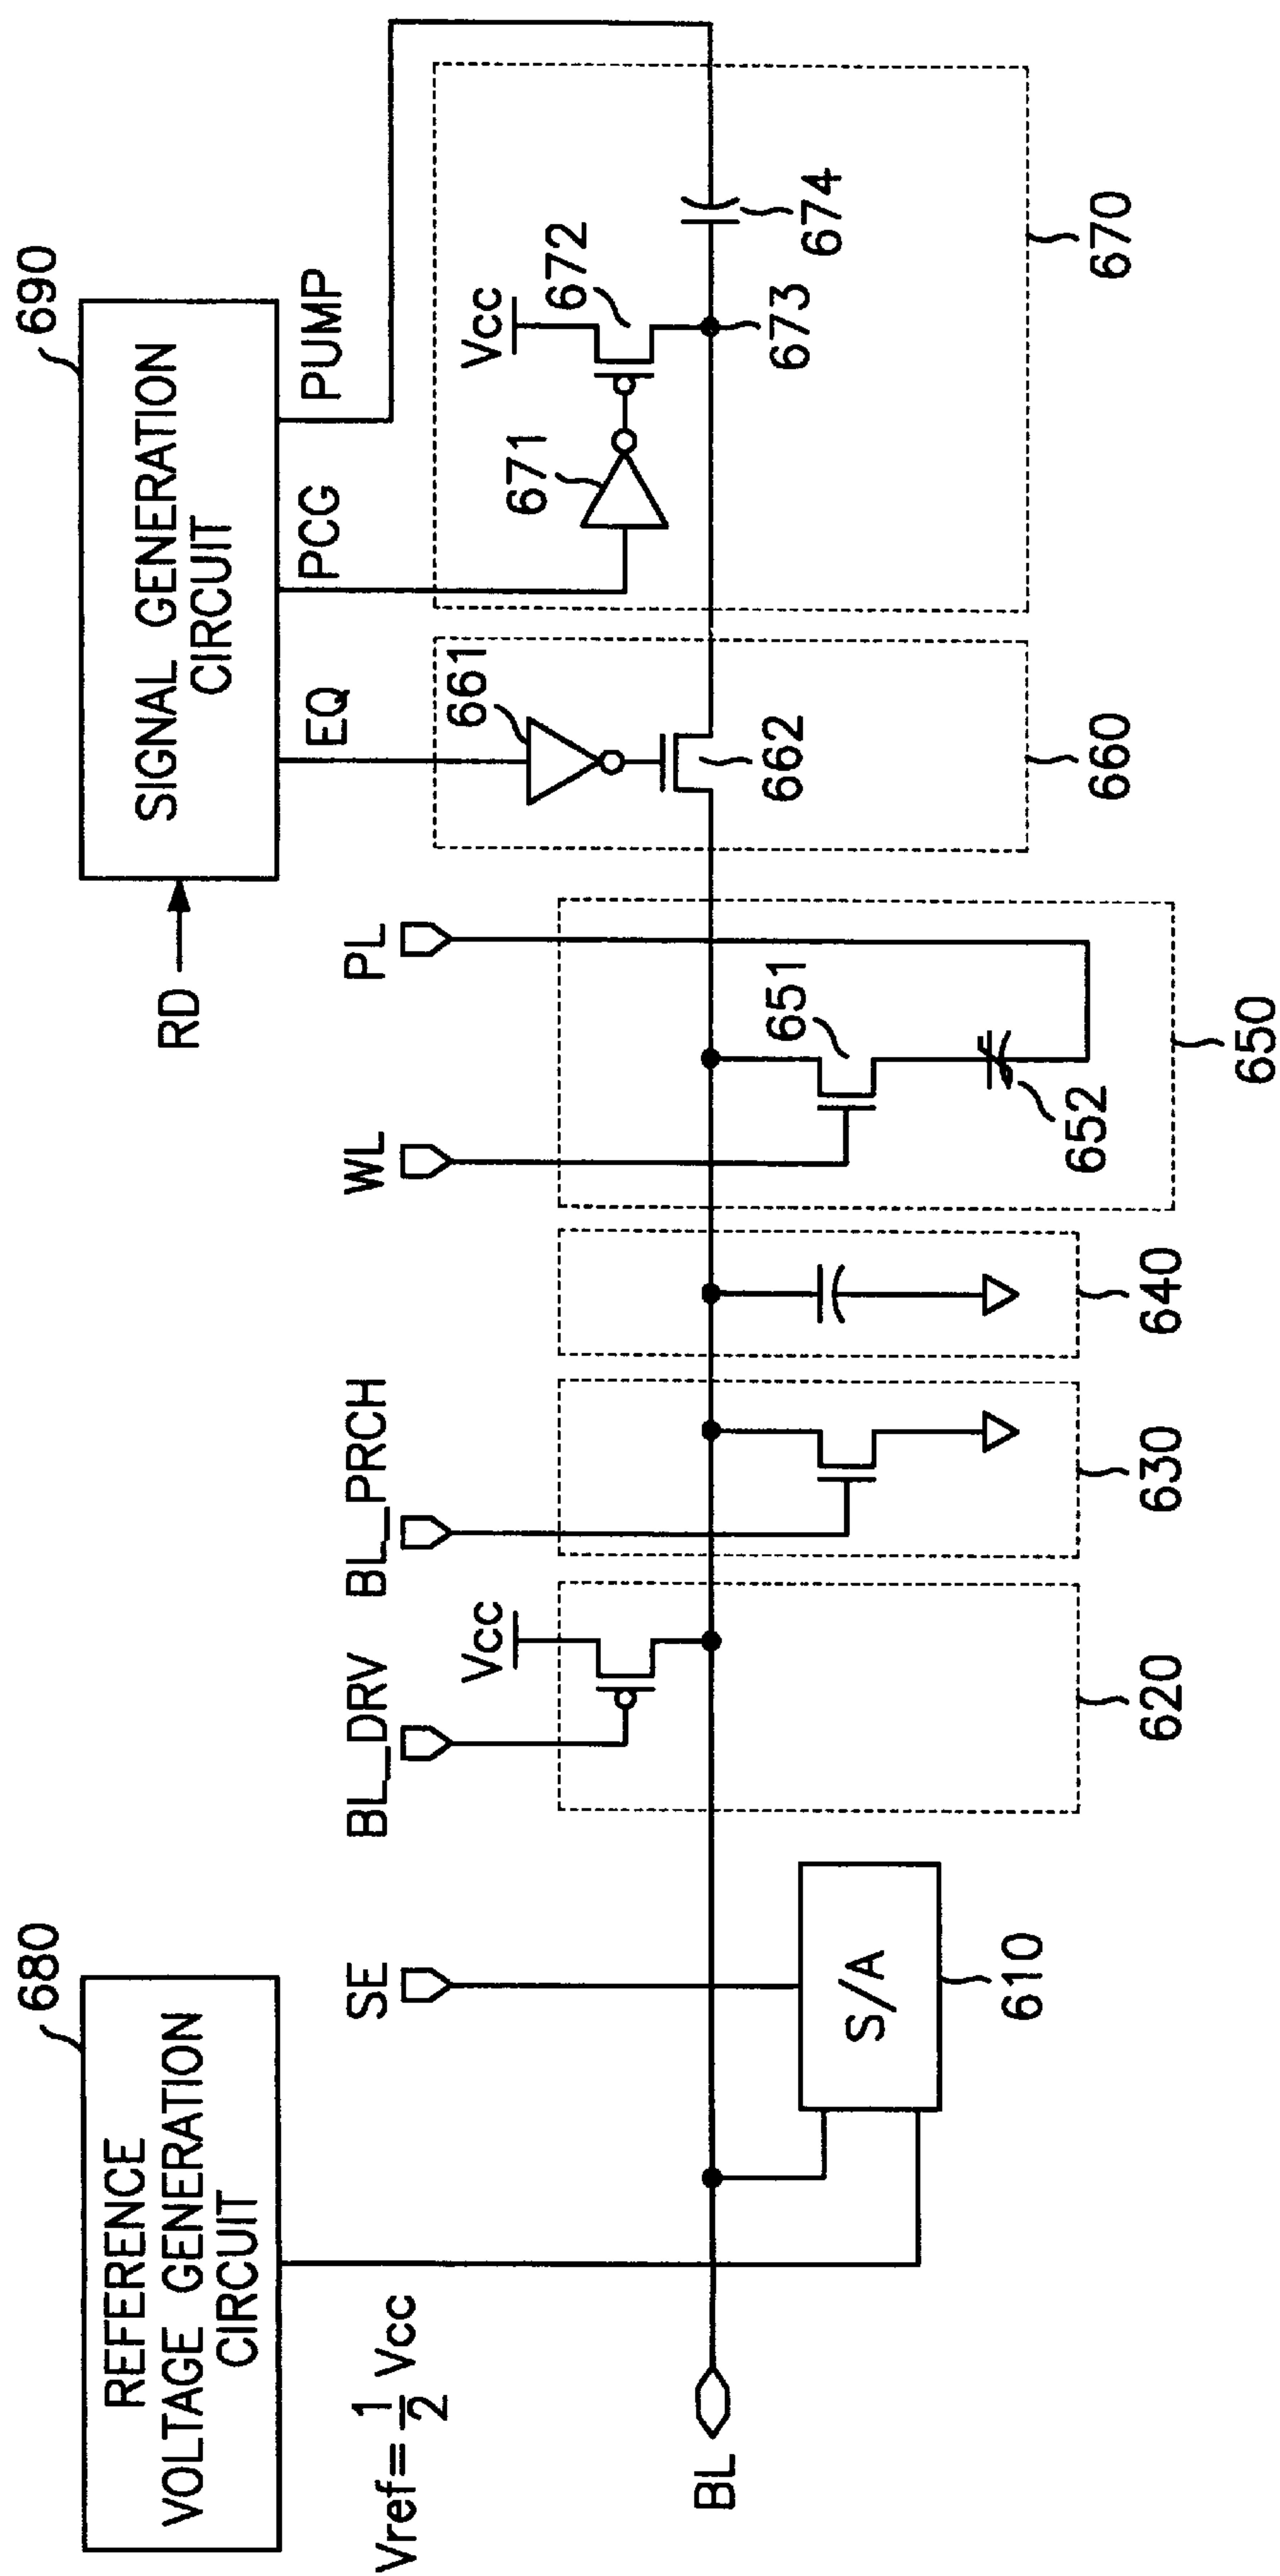 REFERENCE
VOLTAGE GENERATION
CIRCUIT
680
SIGNAL GENERATION
CIRCUIT
690
RD
Vref=1/2 Vcc
SE
BL_DRV
Vcc
BL_PRCH
WL
PL
EQ
PCG
PUMP
661
671
Vcc
672
BL
S/A
610
620
630
640
651
652
650
662
660
673
674
670